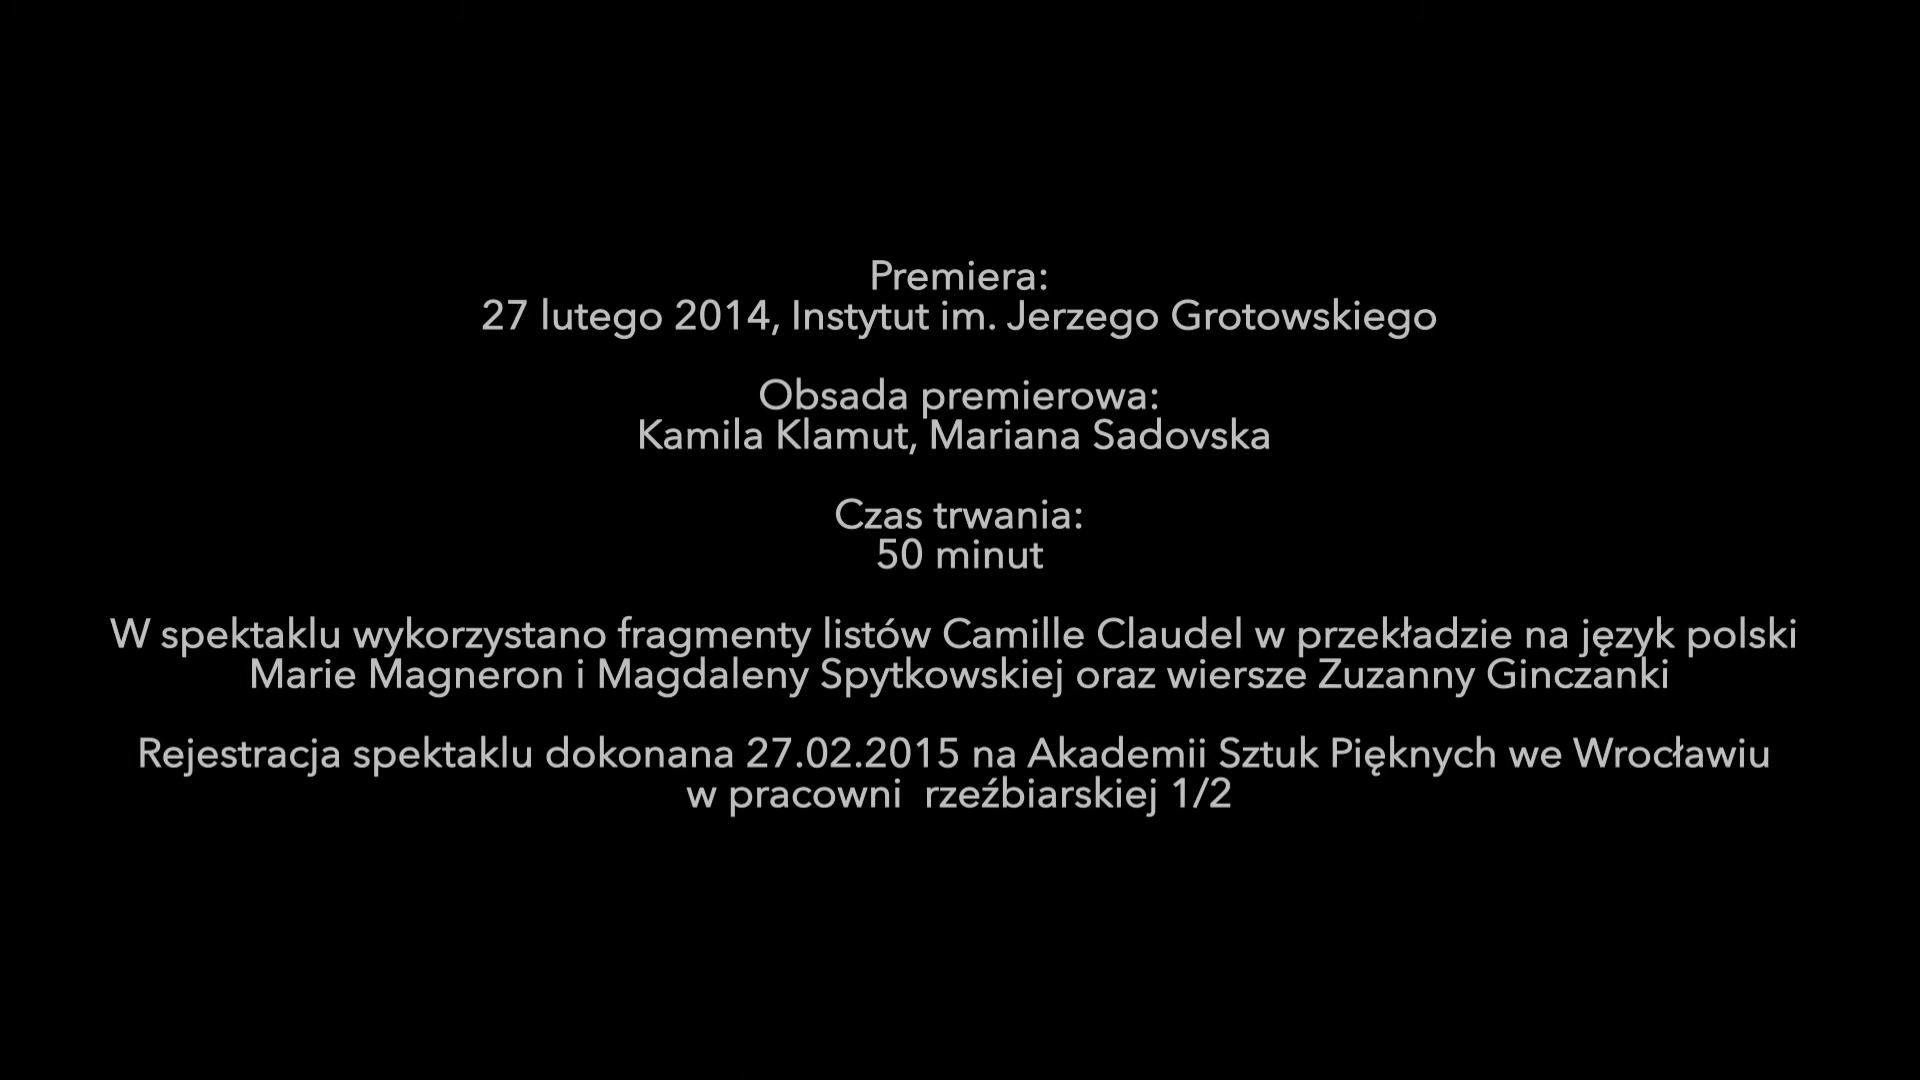 Premiera:
27 lutego 2014, Instytut im. Jerzego Grotowskiego
Obsada premierowa:
Kamila Klamut, Mariana Sadovska
Czas trwania:
50 minut
W spektaklu wykorzystano fragmenty listów Camille Claudel w przekładzie na język polski
Marie Magneron i Magdaleny Spytkowskiej oraz wiersze Zuzanny Ginczanki
Rejestracja spektaklu dokonana 27.02.2015 na Akademii Sztuk Pięknych we Wrocławiu
w pracowni  rzeźbiarskiej 1/2